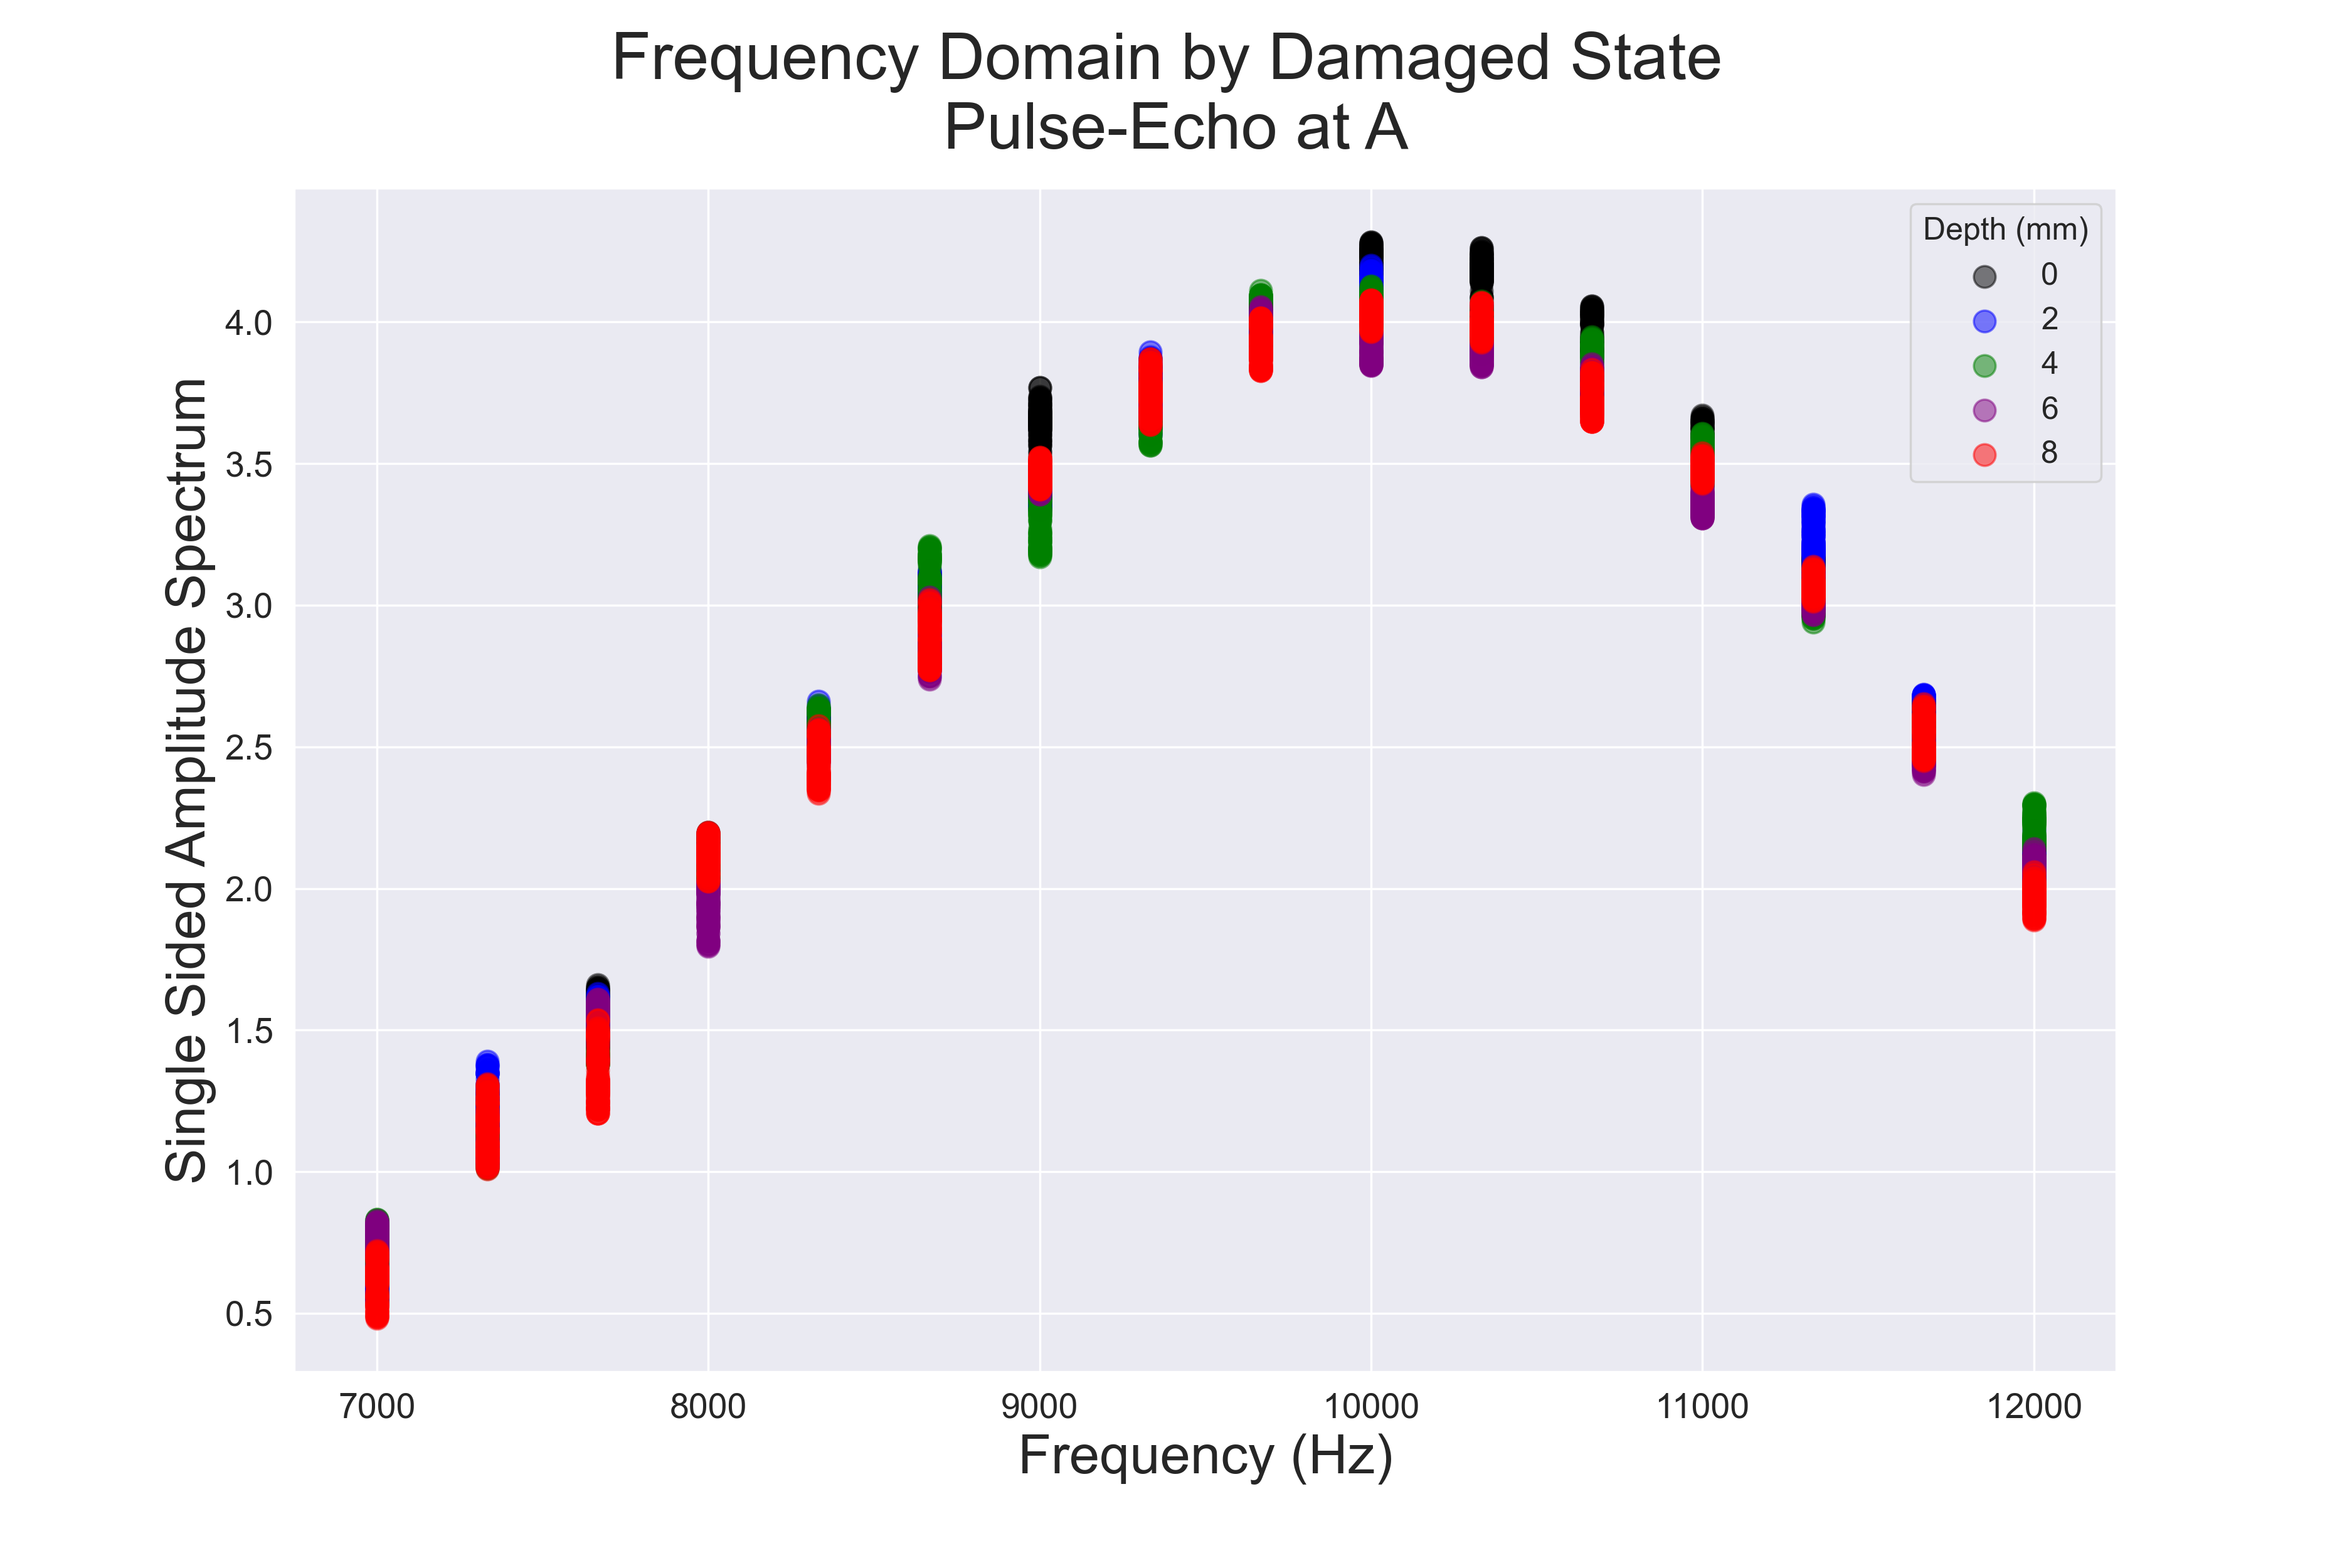 Frequency Domain by Damaged State
Pulse-Echo at A
Single Sided Amplitude Spectrum
4.0
3.5
3.0
2.5
2.0
1.5
1.0
0.5
Depth (mm)
0
2
4
6
8
7000 8000 9000 10000 11000 12000
Frequency (Hz)